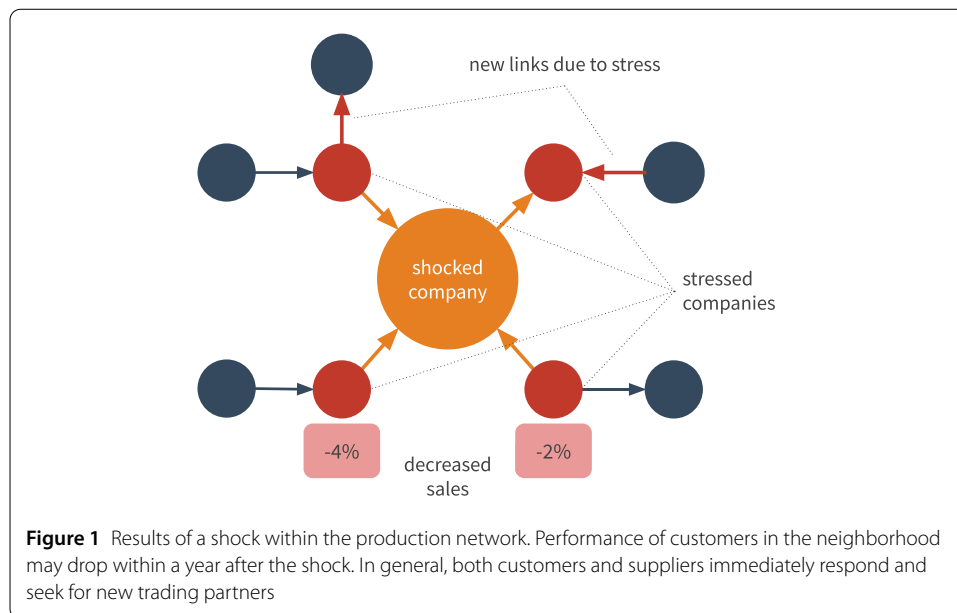 new links due to stress
shocked
company
stressed
companies
-4%
-2%
decreased
sales
Figure 1 Results of a shock within the production network. Performance of customers in the neighborhood
may drop within a year after the shock. In general, both customers and suppliers immediately respond and
seek for new trading partners